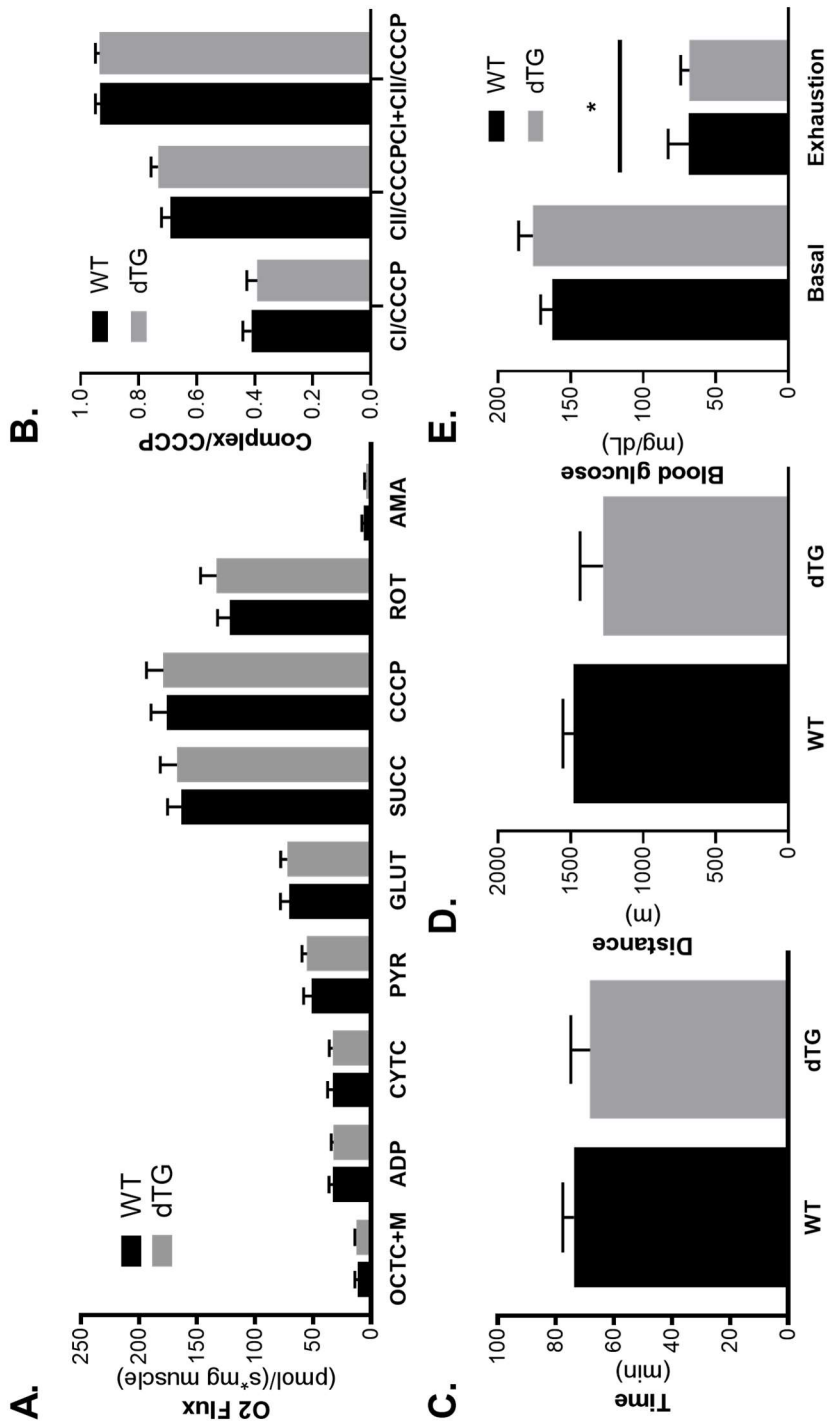 A.
O2 Flux
(pmol/(s*mg muscle)
250
200
150
100
50
0
WT
dTG
OCTC+M
ADP
CYTC
PYR
GLUT
SUCC
CCCP
ROT
AMA
B.
Complex/CCCP
1.0
0.8
0.6
0.4
0.2
0.0
WT
dTG
CI/CCCP
CII/CCCP
CI+CII/CCCP
C.
Time
(min)
100
80
60
40
20
0
WT
dTG
D.
Distance
(m)
2000
1500
1000
500
0
WT
dTG
E.
Blood glucose
(mg/dL)
200
150
100
50
0
WT
dTG
*
Basal
Exhaustion